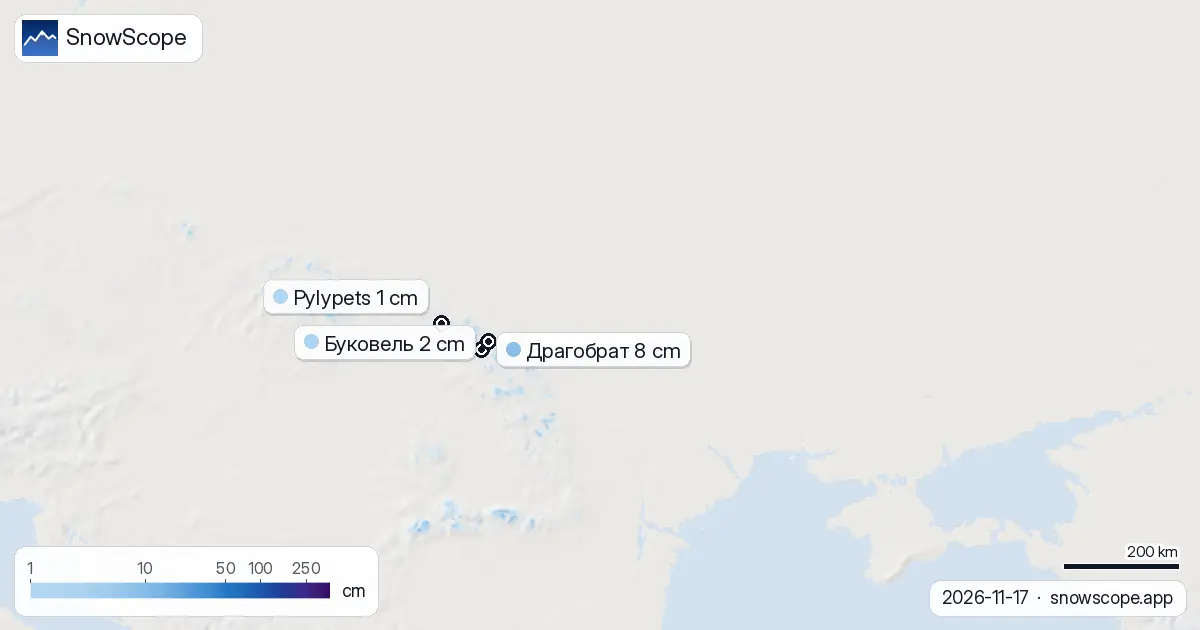 SnowScope
Pylypets 1 cm
Буковель 2 cm
Драгобрат 8 cm
1 10 50 100 250
cm
200 km
2026-11-17 · snowscope.app